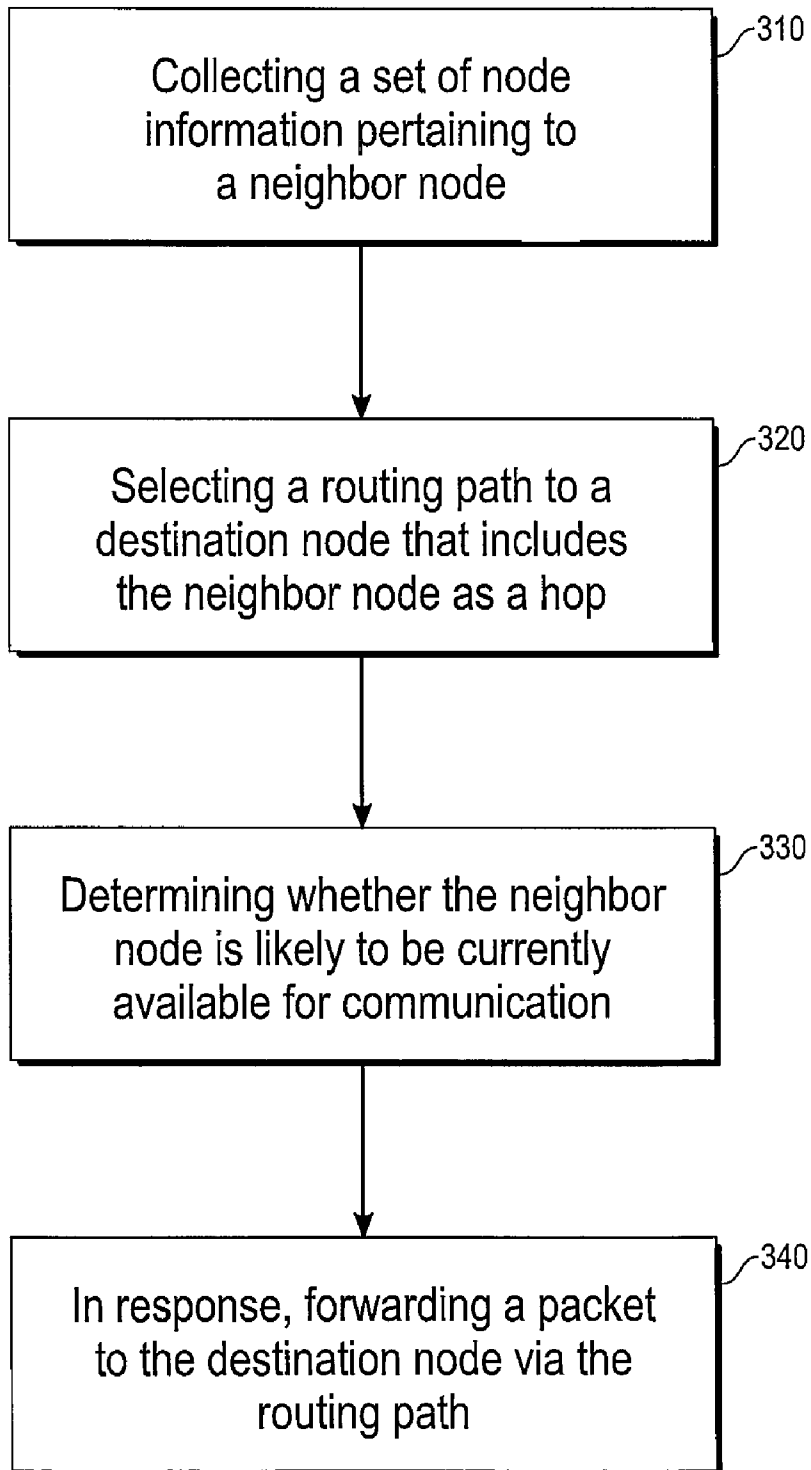 310
Collecting a set of node
information pertaining to
a neighbor node
320
Selecting a routing path to a
destination node that includes
the neighbor node as a hop
330
Determining whether the neighbor
node is likely to be currently
available for communication
340
In response, forwarding a packet
to the destination node via the
routing path